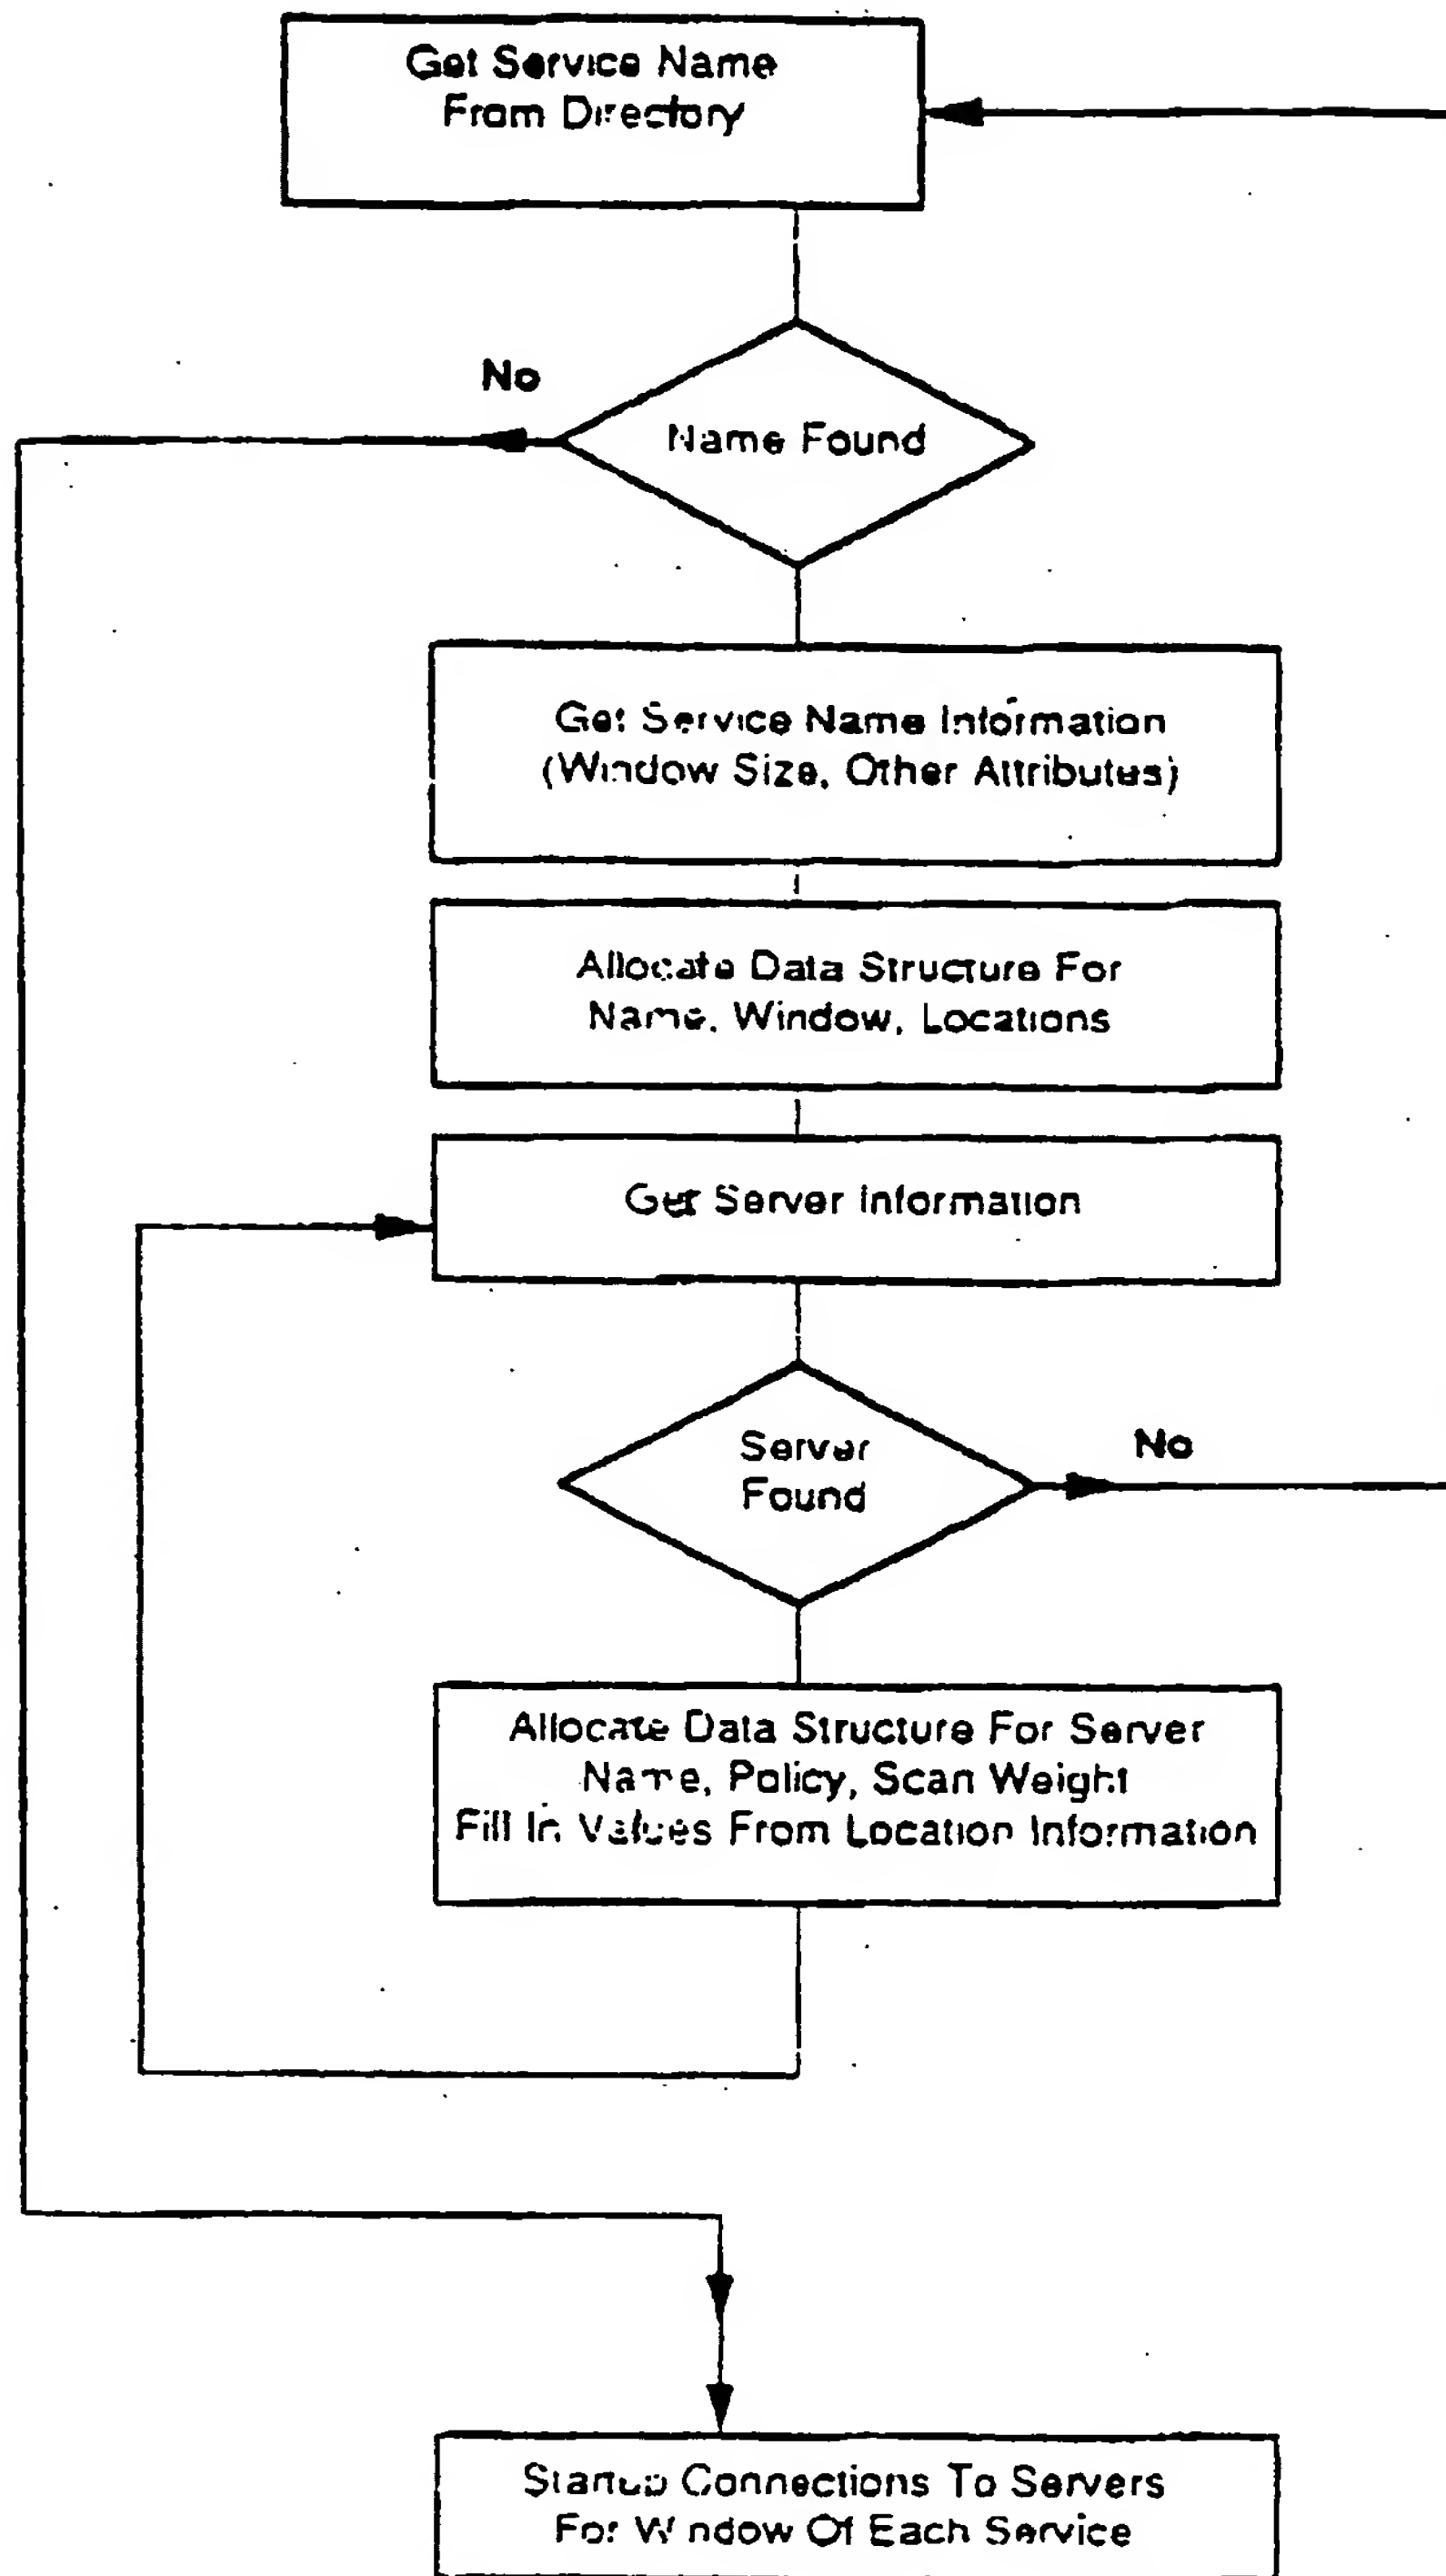 Get Service Name
From Directory
No
Name Found
Get Service Name Information
(Window Size, Other Attributes)
Allocate Data Structure For
Name, Window, Locations
Get Server Information
Server
Found
No
Allocate Data Structure For Server
Name, Policy, Scan Weight
Fill In Values From Location Information
Startup Connections To Servers
For Window Of Each Service